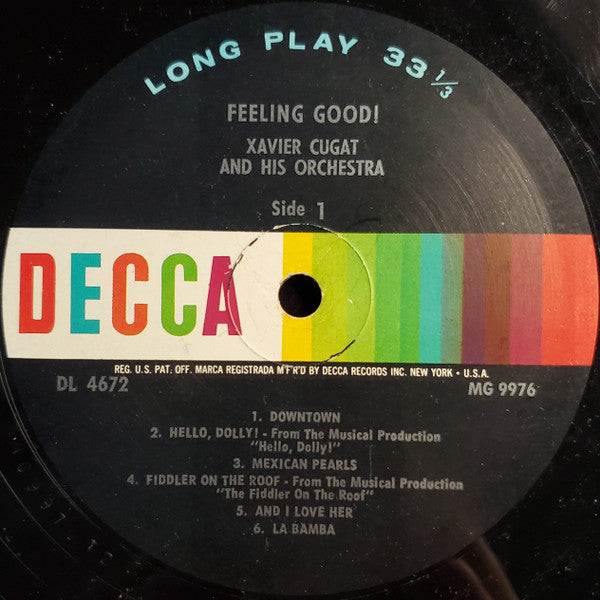 LONG PLAY 33 1/3
FEELING GOOD!
XAVIER CUGAT
AND HIS ORCHESTRA
Side 1
DECCA
REG. U.S. PAT. OFF. MARCA REGISTRADA M'F'R'D BY DECCA RECORDS INC. NEW YORK • U.S.A.
DL 4672
MG 9976
1. DOWNTOWN
2. HELLO, DOLLY! - From The Musical Production
"Hello, Dolly!"
3. MEXICAN PEARLS
4. FIDDLER ON THE ROOF - From The Musical Production
"The Fiddler On The Roof"
5. AND I LOVE HER
6. LA BAMBA